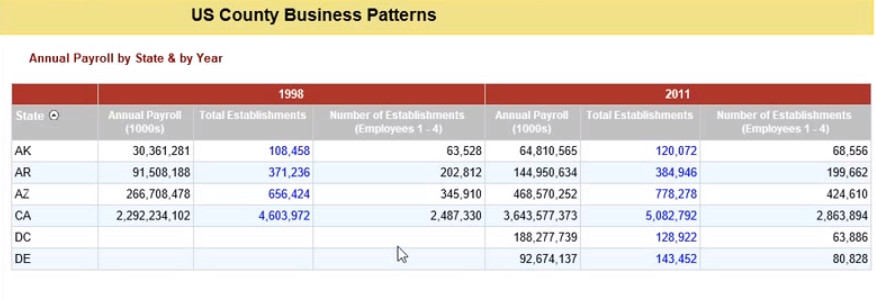 US County Business Patterns
Annual Payroll by State & by Year
1998 2011
State Annual Payroll (1000s) Total Establishments Number of Establishments (Employees 1 - 4) Annual Payroll (1000s) Total Establishments Number of Establishments (Employees 1 - 4)
AK 30,361,281 108,458 63,528 64,810,565 120,072 68,556
AR 91,508,188 371,236 202,812 144,950,634 384,946 199,662
AZ 266,708,478 656,424 345,910 468,570,252 778,278 424,610
CA 2,292,234,102 4,603,972 2,487,330 3,643,577,373 5,082,792 2,863,894
DC 188,277,739 128,922 63,886
DE 92,674,137 143,452 80,828